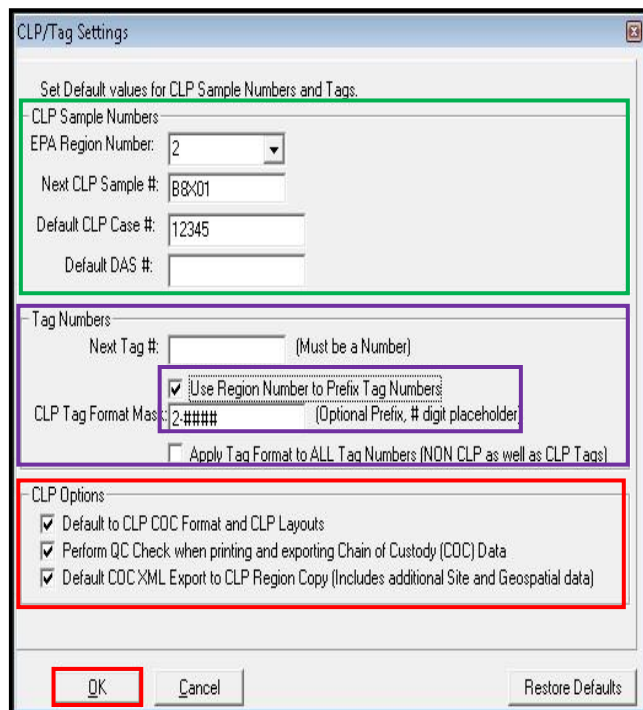 CLP/Tag Settings
Set Default values for CLP Sample Numbers and Tags.
CLP Sample Numbers
EPA Region Number: 2
Next CLP Sample #: B8X01
Default CLP Case #: 12345
Default DAS #:
Tag Numbers
Next Tag #: (Must be a Number)
Use Region Number to Prefix Tag Numbers
CLP Tag Format Mask: 2-#### (Optional Prefix, # digit placeholder)
Apply Tag Format to ALL Tag Numbers (NON CLP as well as CLP Tags)
CLP Options
Default to CLP COC Format and CLP Layouts
Perform QC Check when printing and exporting Chain of Custody (COC) Data
Default COC XML Export to CLP Region Copy (Includes additional Site and Geospatial data)
OK Cancel Restore Defaults